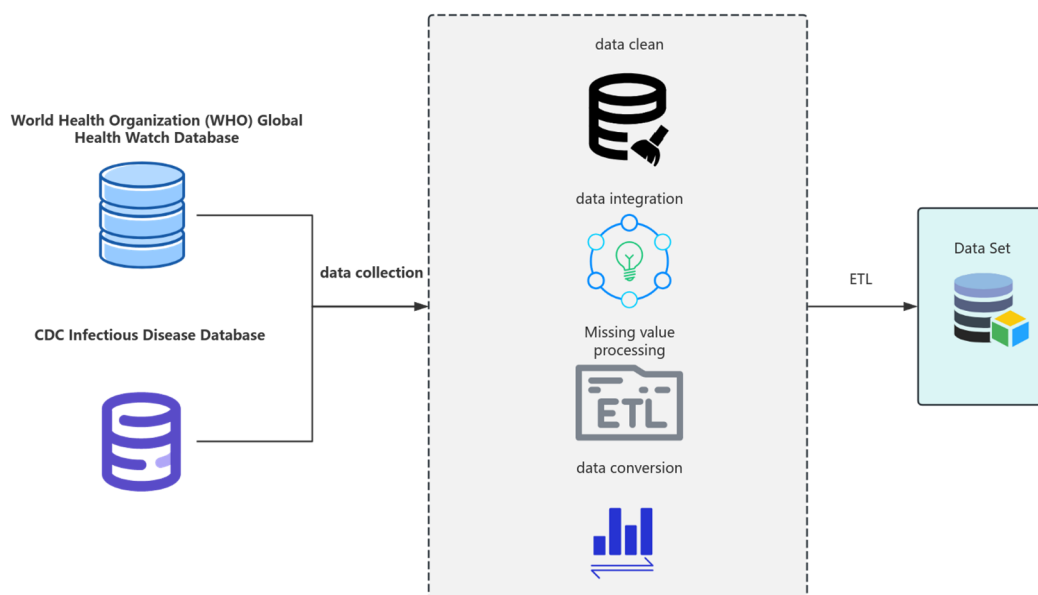 World Health Organization (WHO) Global
Health Watch Database
CDC Infectious Disease Database
data collection
data clean
data integration
Missing value
processing
ETL
data conversion
ETL
Data Set